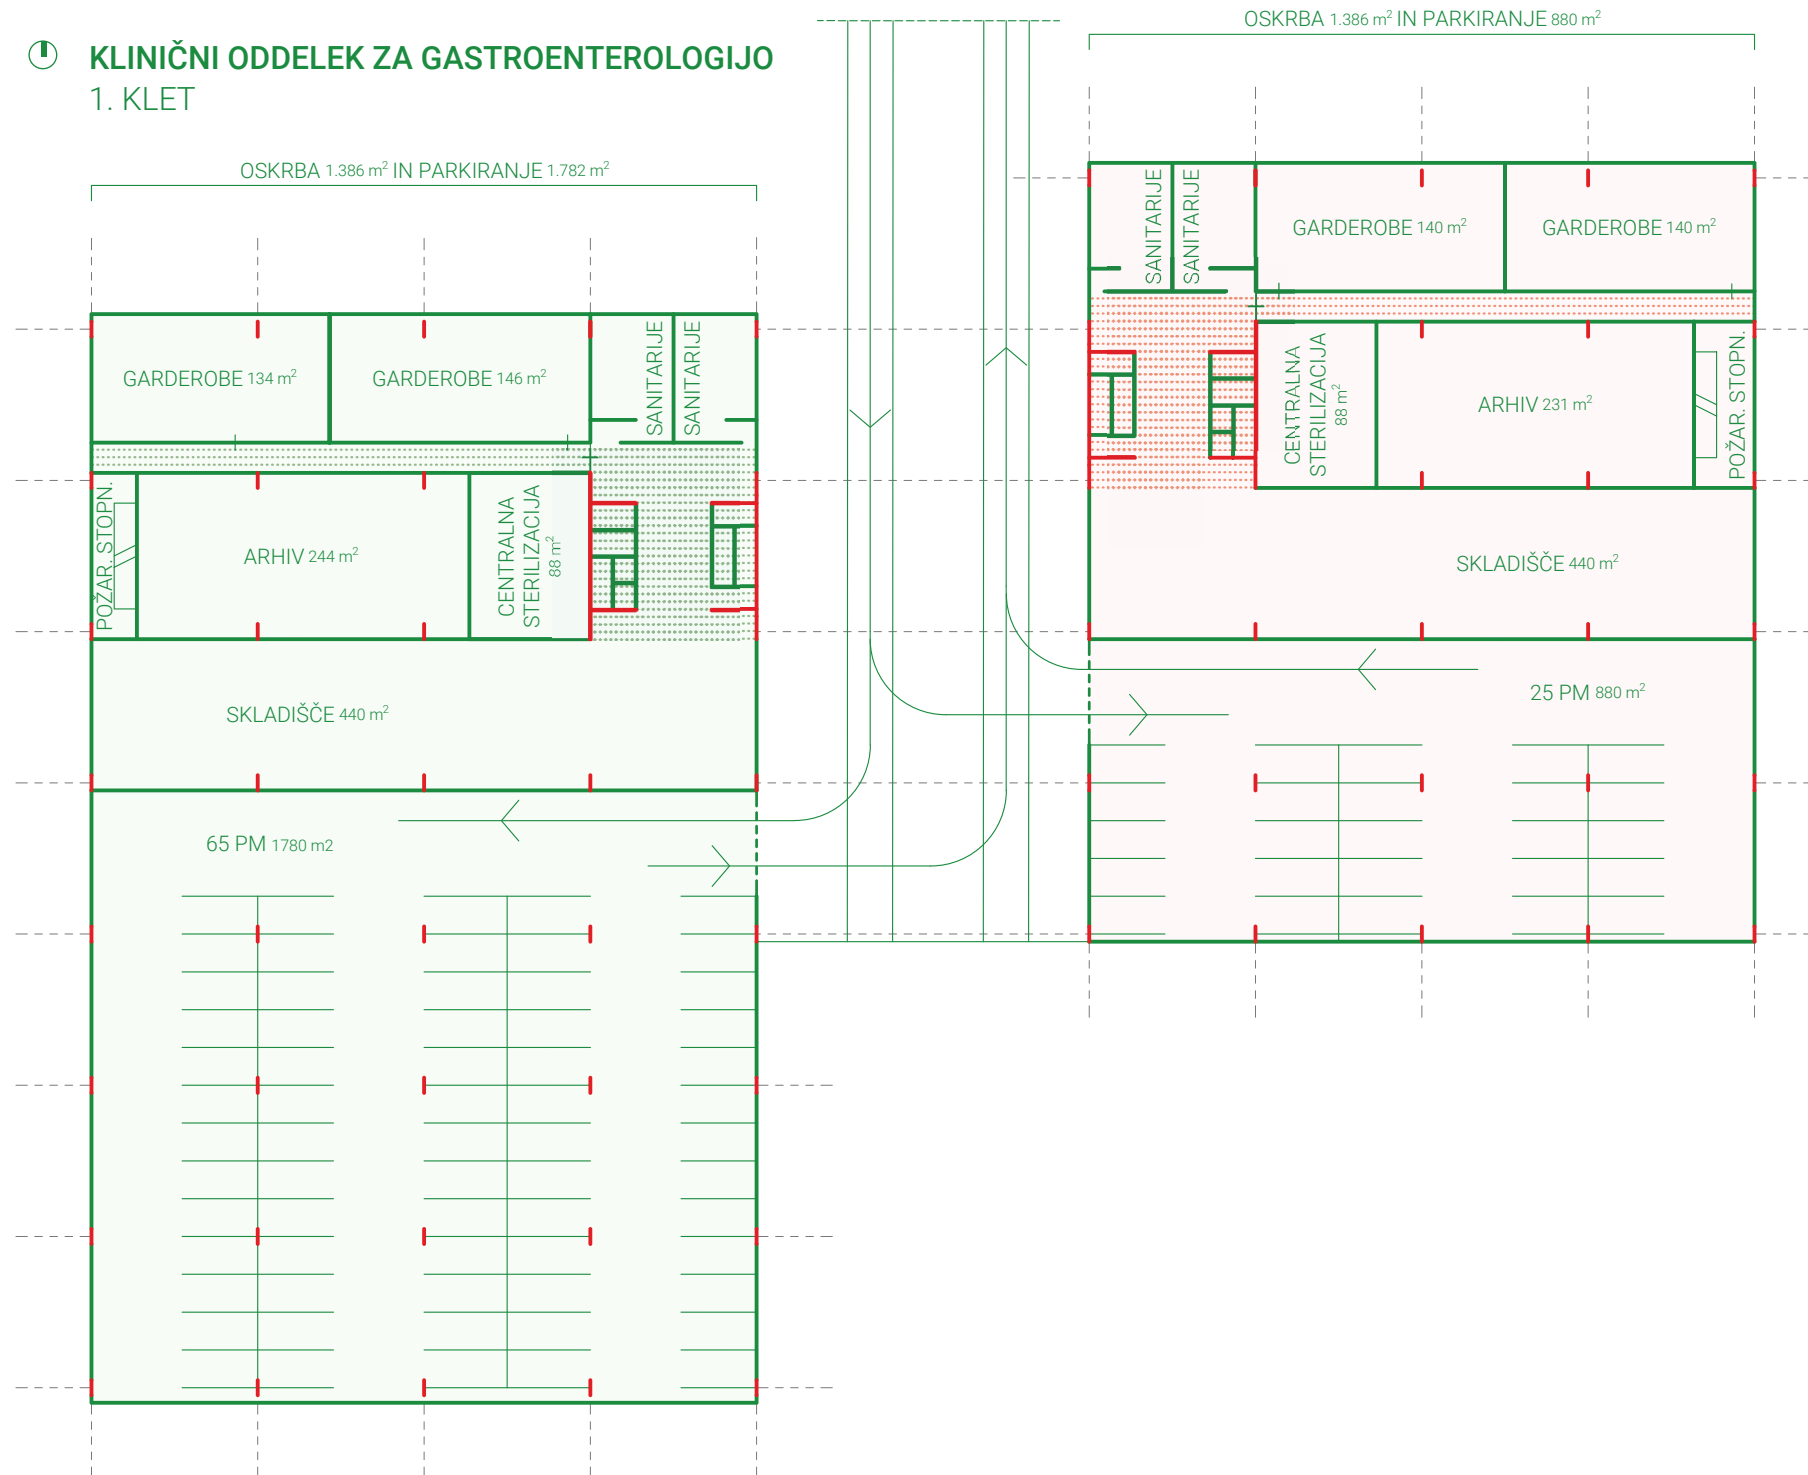 KLINIČNI ODDELEK ZA GASTROENTEROLOGIJO
1. KLET
OSKRBA 1.386 m² IN PARKIRANJE 1.782 m²
GARDEROBE 134 m²
GARDEROBE 146 m²
SANITARIJE
SANITARIJE
POŽAR. STOPN.
ARHIV 244 m²
CENTRALNA
STERILIZACIJA
88 m²
SKLADIŠČE 440 m²
65 PM 1780 m2
OSKRBA 1.386 m² IN PARKIRANJE 880 m²
SANITARIJE
SANITARIJE
GARDEROBE 140 m²
GARDEROBE 140 m²
CENTRALNA
STERILIZACIJA
88 m²
ARHIV 231 m²
POŽAR. STOPN.
SKLADIŠČE 440 m²
25 PM 880 m²